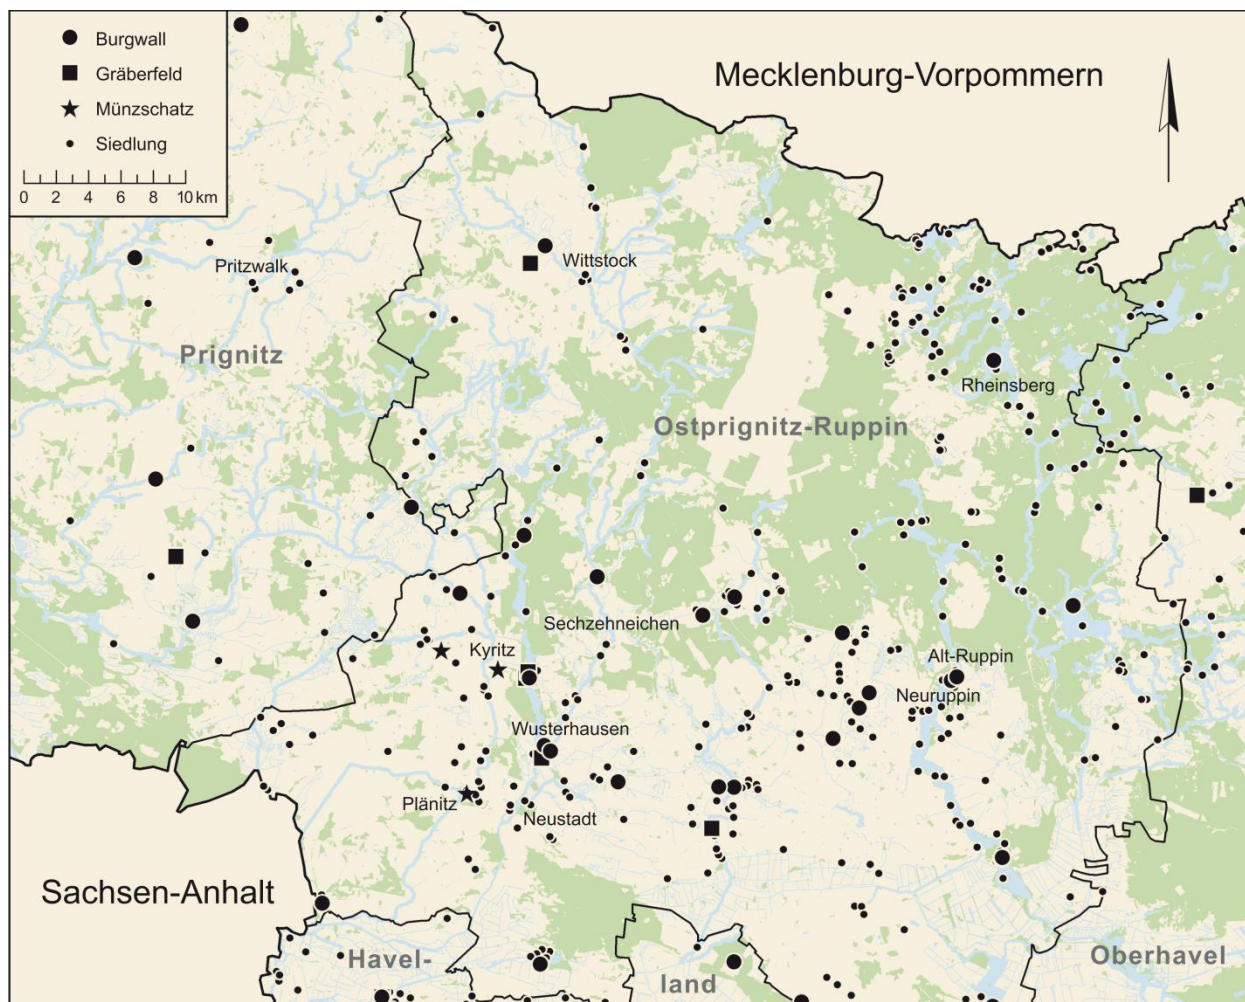 Burgwall
Gräberfeld
Münzschatz
Siedlung
0 2 4 6 8 10 km
Mecklenburg-Vorpommern
Pritzwalk
Wittstock
Prignitz
Rheinsberg
Ostprignitz-Ruppin
Sechzehneichen
Kyritz
Alt-Ruppin
Neuruppin
Wusterhausen
Plänitz
Neustadt
Sachsen-Anhalt
Havel-
land
Oberhavel